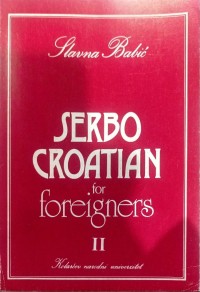 Slavna Babić
SERBO
CROATIAN
for
foreigners
II
Kolarčev narodni univerzitet